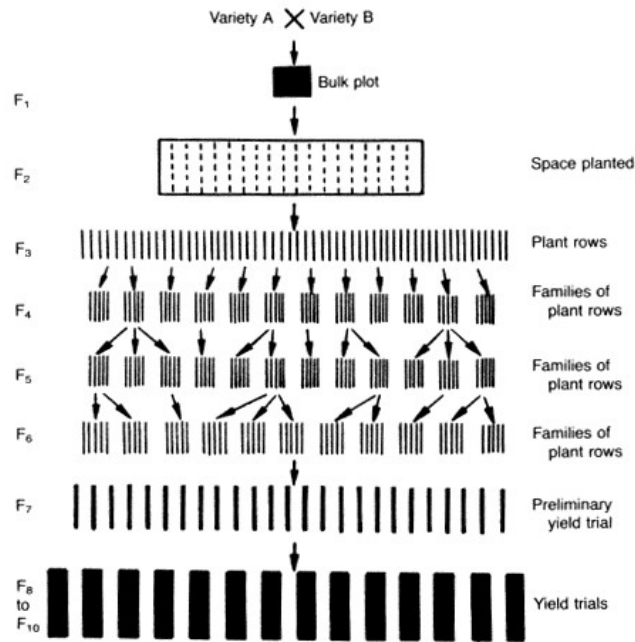 Variety A X Variety B
Bulk plot
F₁
F₂
Space planted
F₃
Plant rows
F₄
Families of
plant rows
F₅
Families of
plant rows
F₆
Families of
plant rows
F₇
Preliminary
yield trial
F₈
to
F₁₀
Yield trials